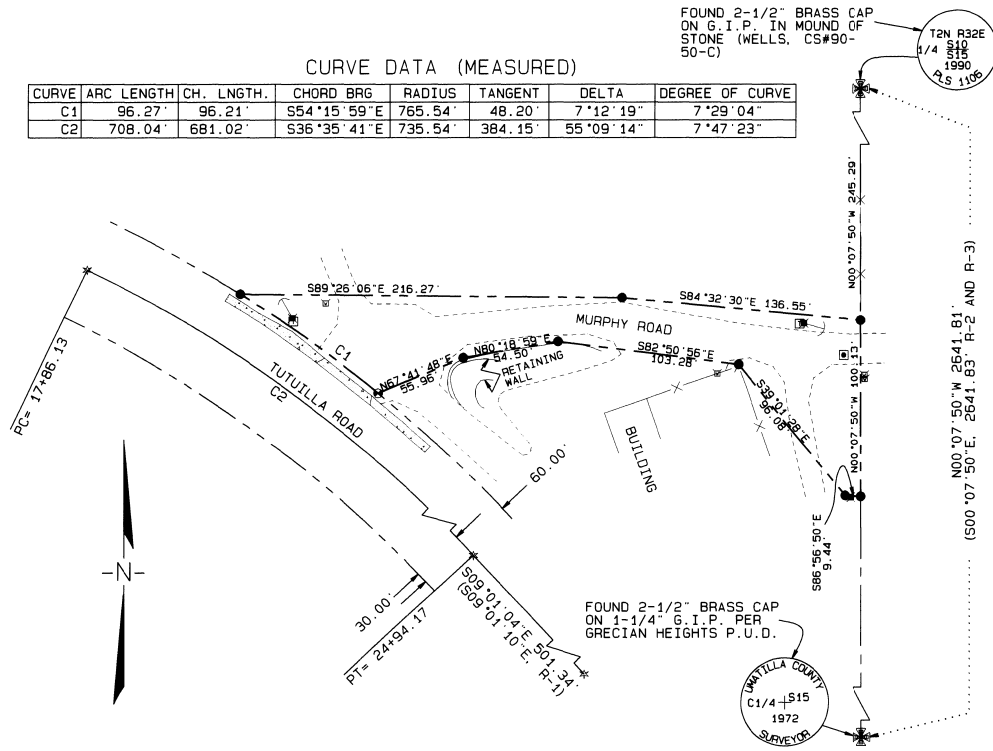 FOUND 2-1/2" BRASS CAP
ON G.I.P. IN MOUND OF
STONE (WELLS, CS#90-
50-C)
T2N R32E
1/4 S10
S15
1990
PLS 1106
CURVE DATA (MEASURED)
CURVE ARC LENGTH CH. LNGTH. CHORD BRG RADIUS TANGENT DELTA DEGREE OF CURVE
C1 96.27' 96.21' S54°15'59"E 765.54' 48.20' 7°12'19" 7°29'04"
C2 708.04' 681.02' S36°35'41"E 735.54' 384.15' 55°09'14" 7°47'23"
N00°07'50"W 245.29'
S89°26'06"E 216.27'
S84°32'30"E 136.55'
MURPHY ROAD
C1
N67°41'48"E
55.96'
N80°18'59"E
54.50'
RETAINING
WALL
S82°50'56"E
103.28'
S39°01'28"E
96.08'
N00°07'50"W 100.13'
TUTUILLA ROAD
C2
PC= 17+86.13
BUILDING
60.00'
N00°07'50"W 2641.81'
(S00°07'50"E, 2641.83' R-2 AND R-3)
S86°56'50"E
9.44'
-N-
30.00'
PT= 24+94.17
S09°01'04"E 501.34'
(S09°01'10"E, R-1)
FOUND 2-1/2" BRASS CAP
ON 1-1/4" G.I.P. PER
GRECIAN HEIGHTS P.U.D.
UMATILLA COUNTY
C1/4 S15
1972
SURVEYOR